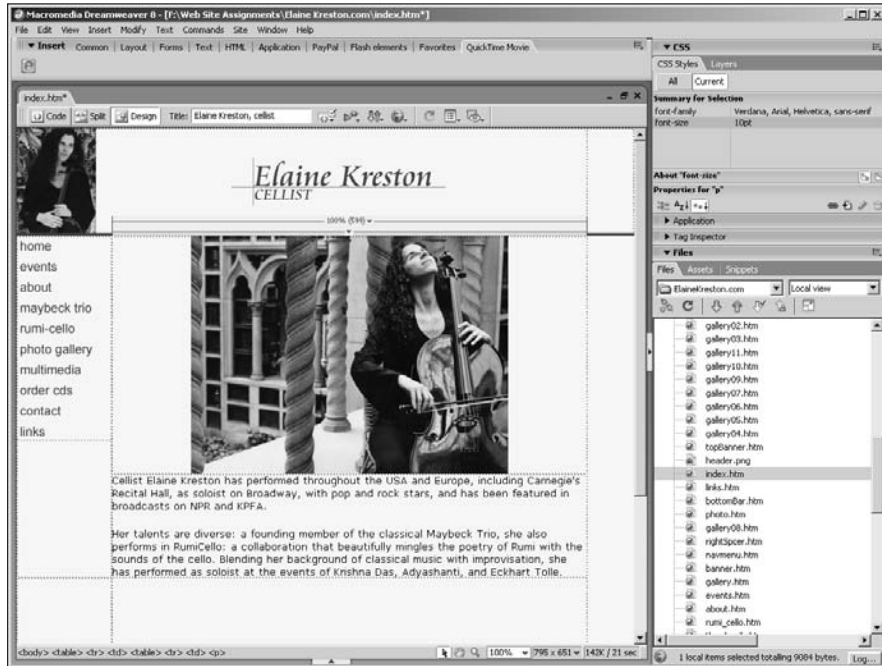 Macromedia Dreamweaver 8 - [F:\Web Site Assignments\Elaine Kreston.com\index.htm*]
File Edit View Insert Modify Text Commands Site Window Help
Insert Common Layout Forms Text HTML Application PayPal Flash elements Favorites QuickTime Movie
index.htm*
Code Split Design Title: Elaine Kreston, cellist
Elaine Kreston
CELLIST
100% (599)
home
events
about
maybeck trio
rumi-cello
photo gallery
multimedia
order cds
contact
links
Cellist Elaine Kreston has performed throughout the USA and Europe, including Carnegie's
Recital Hall, as soloist on Broadway, with pop and rock stars, and has been featured in
broadcasts on NPR and KPFA.
Her talents are diverse: a founding member of the classical Maybeck Trio, she also
performs in RumiCello: a collaboration that beautifully mingles the poetry of Rumi with the
sounds of the cello. Blending her background of classical music with improvisation, she
has performed as soloist at the events of Krishna Das, Adyashanti, and Eckhart Tolle.
<body> <table> <tr> <td> <table> <tr> <td> <p>
100% 795 x 651 142K / 21 sec
CSS
CSS Styles Layers
All Current
Summary for Selection
font-family Verdana, Arial, Helvetica, sans-serif
font-size 10pt
About "font-size"
Properties for "p"
Application
Tag Inspector
Files
Files Assets Snippets
ElaineKreston.com Local view
gallery02.htm
gallery03.htm
gallery11.htm
gallery10.htm
gallery09.htm
gallery07.htm
gallery06.htm
gallery05.htm
gallery04.htm
topBanner.htm
header.png
index.htm
links.htm
bottomBar.htm
photo.htm
gallery08.htm
rightSpcer.htm
navmenu.htm
banner.htm
gallery.htm
events.htm
about.htm
rumi_cello.htm
1 local items selected totalling 9084 bytes. Log...